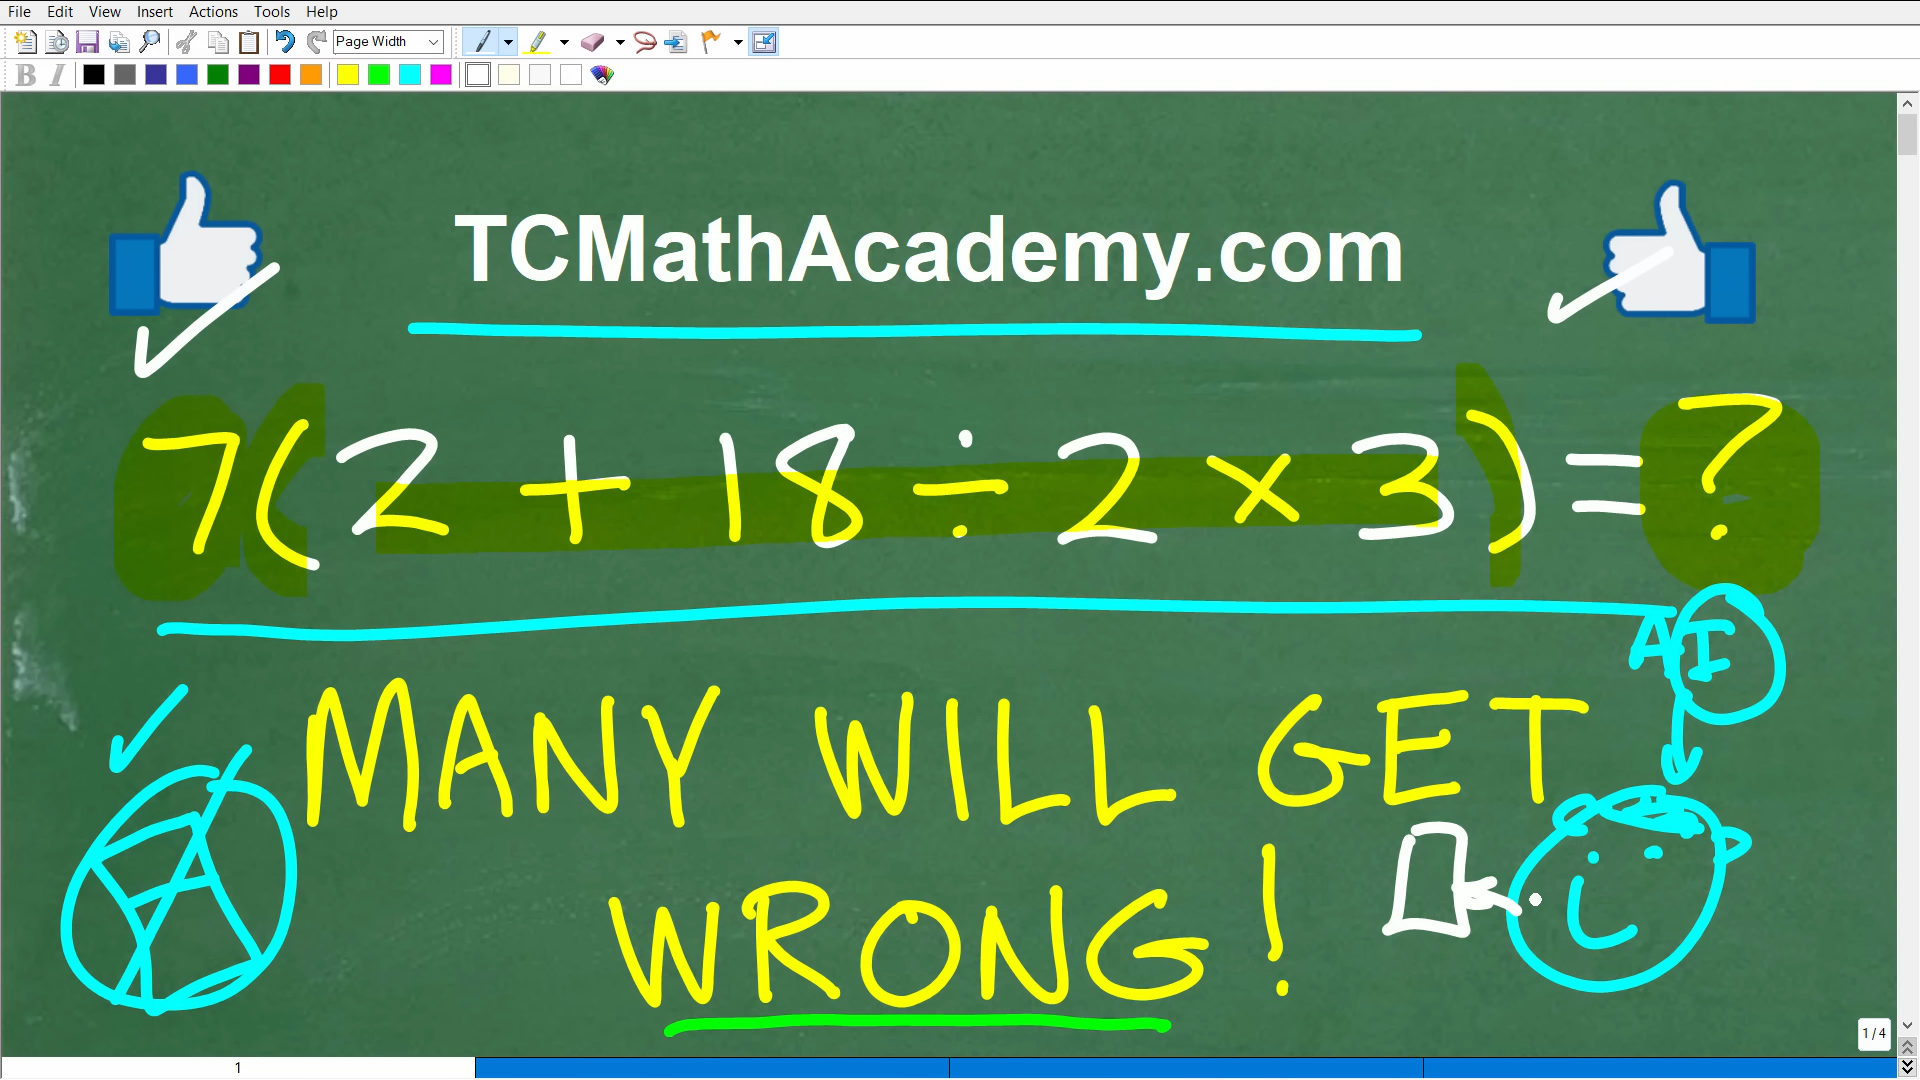 File Edit View Insert Actions Tools Help
Page Width
B I
TCMathAcademy.com
7(2 + 18 ÷ 2 × 3) = ?
AI
MANY WILL GET
WRONG!
1 / 4
1